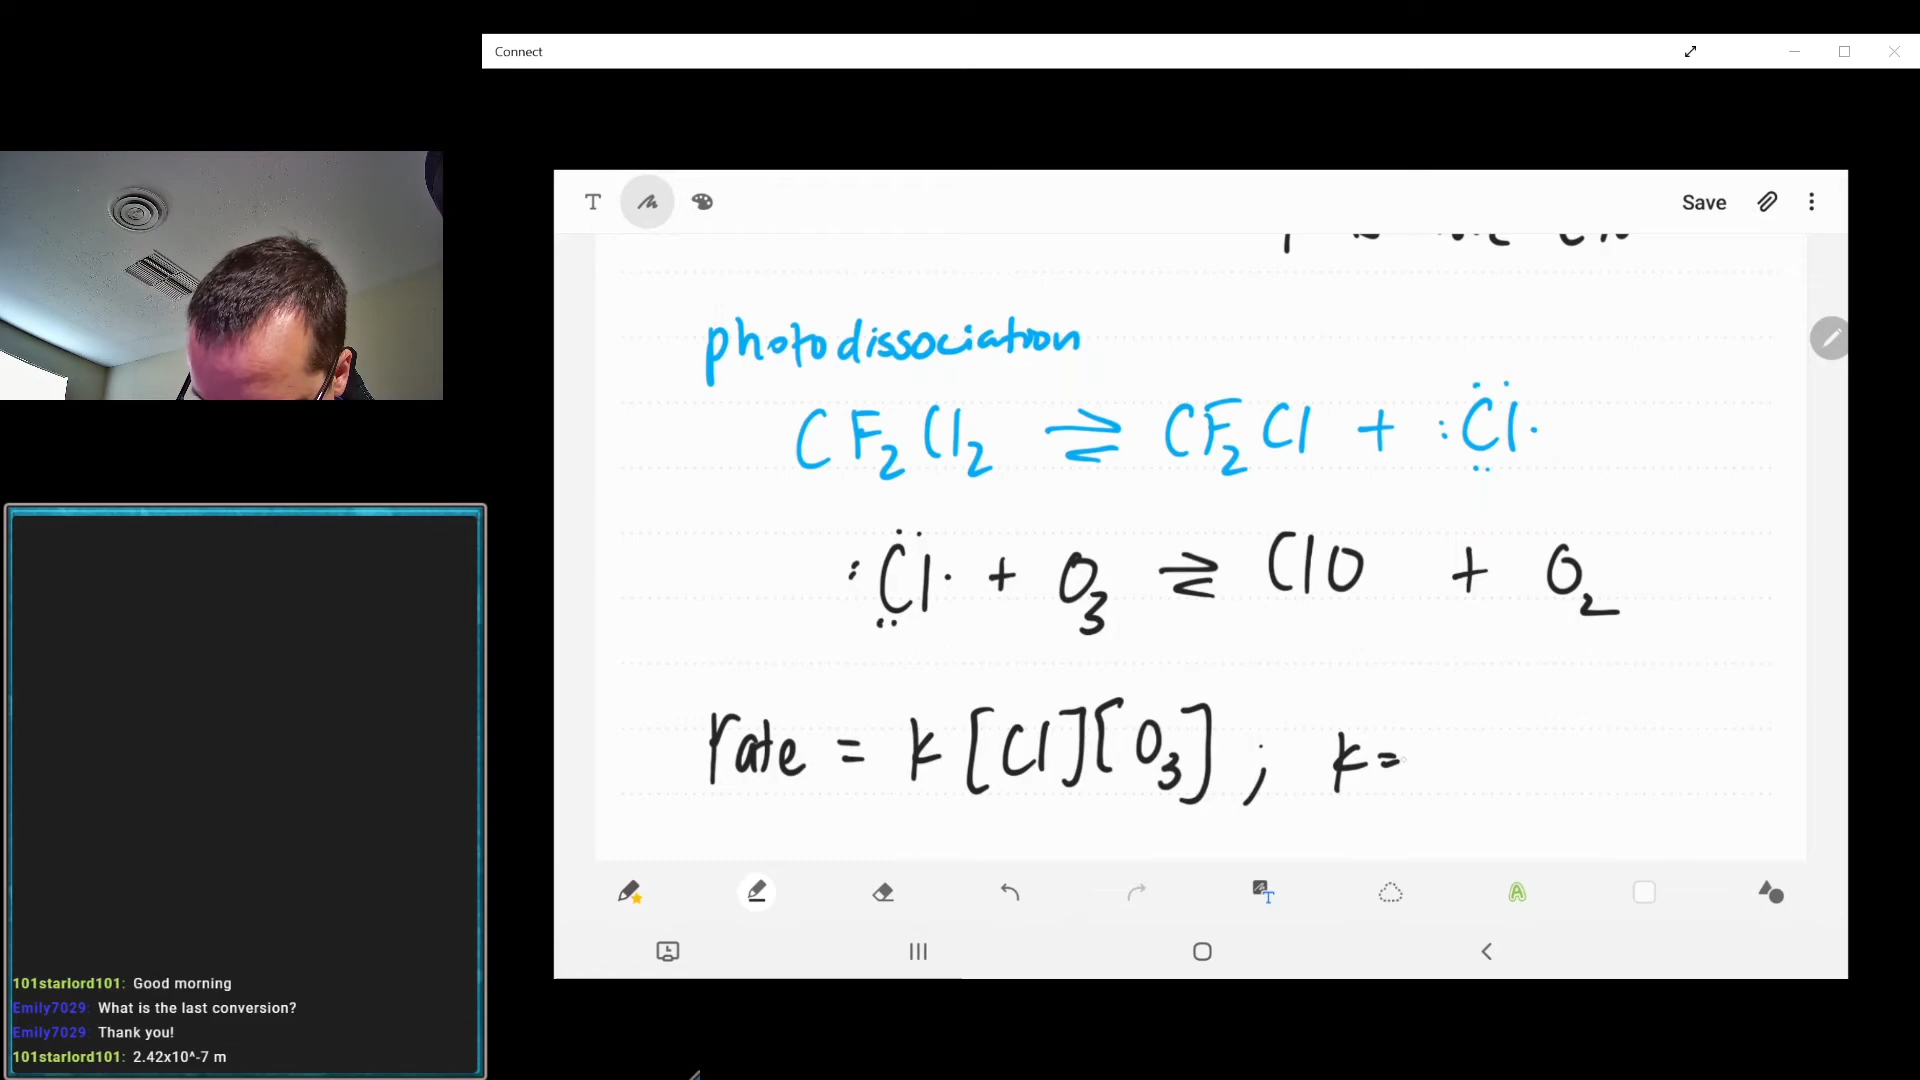 Connect
T
Save
photodissociation
CF₂Cl₂ ⇌ CF₂Cl + :Cl·
:Cl· + O₃ ⇌ ClO + O₂
rate = k [Cl][O₃] ; k =
101starlord101: Good morning
Emily7029: What is the last conversion?
Emily7029: Thank you!
101starlord101: 2.42x10^-7 m